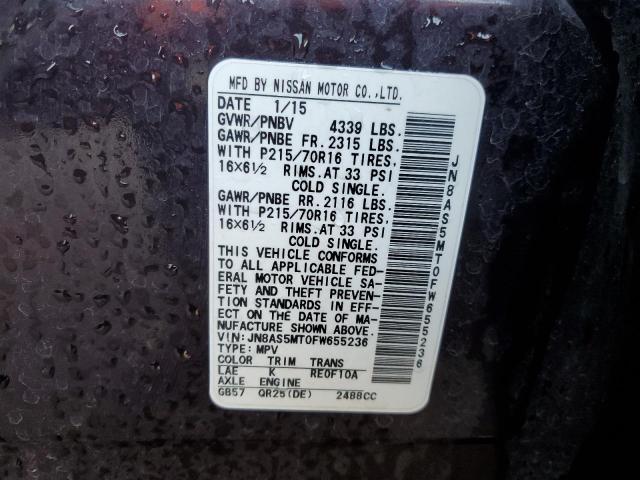 MFD BY NISSAN MOTOR CO.,LTD.
DATE 1/15
GVWR/PNBV 4339 LBS.
GAWR/PNBE FR. 2315 LBS.
WITH P215/70R16 TIRES,
16X6½ RIMS.AT 33 PSI
COLD SINGLE.
GAWR/PNBE RR. 2116 LBS.
WITH P215/70R16 TIRES,
16X6½ RIMS.AT 33 PSI
COLD SINGLE.
THIS VEHICLE CONFORMS
TO ALL APPLICABLE FED-
ERAL MOTOR VEHICLE SA-
FETY AND THEFT PREVEN-
TION STANDARDS IN EFF-
ECT ON THE DATE OF MA-
NUFACTURE SHOWN ABOVE.
VIN: JN8AS5MT0FW655236
TYPE: MPV
COLOR TRIM TRANS
LAE K RE0F10A
AXLE ENGINE
GB57 QR25(DE) 2488CC
JN8AS5MT0FW655236